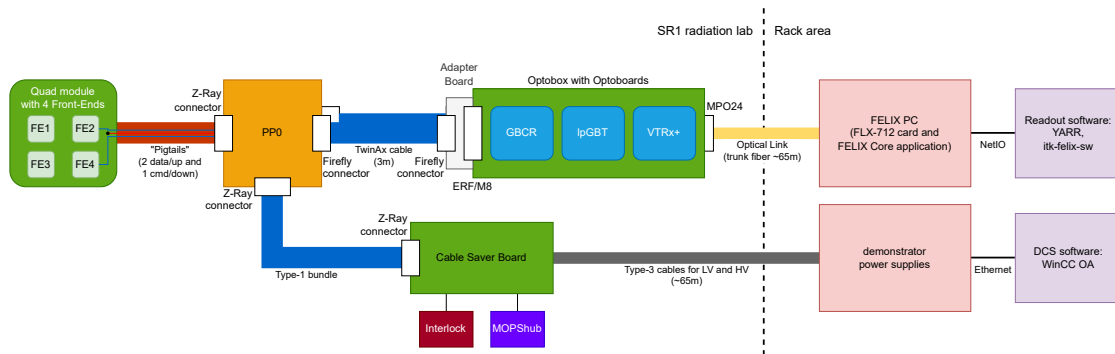 SR1 radiation lab
Rack area
Quad module
with 4 Front-Ends
FE1
FE2
FE3
FE4
Z-Ray
connector
"Pigtails"
(2 data/up and
1 cmd/down)
PP0
Firefly
connector
TwinAx cable
(3m)
Firefly
connector
Adapter
Board
ERF/M8
Optobox with Optoboards
GBCR
lpGBT
VTRx+
MPO24
Optical Link
(trunk fiber ~65m)
FELIX PC
(FLX-712 card and
FELIX Core application)
NetIO
Readout software:
YARR,
itk-felix-sw
Z-Ray
connector
Type-1 bundle
Z-Ray
connector
Cable Saver Board
Interlock
MOPShub
Type-3 cables for LV and HV
(~65m)
demonstrator
power supplies
Ethernet
DCS software:
WinCC OA